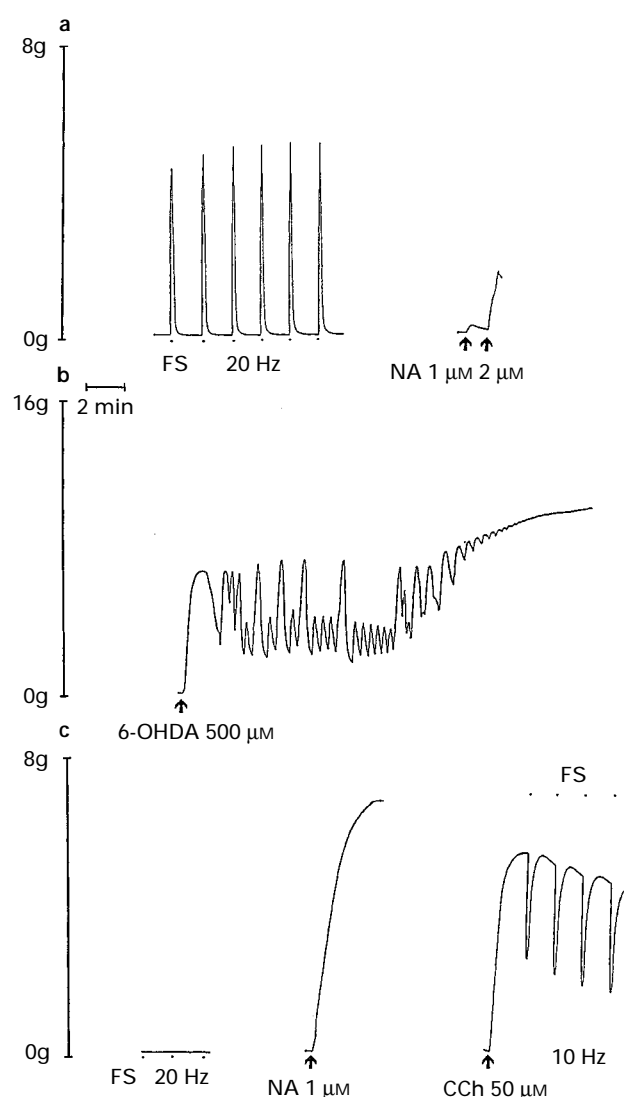 a
8g
0g
FS 20 Hz
NA 1 μM 2 μM
b
2 min
16g
0g
6-OHDA 500 μM
c
8g
FS
0g
FS 20 Hz
NA 1 μM
CCh 50 μM
10 Hz